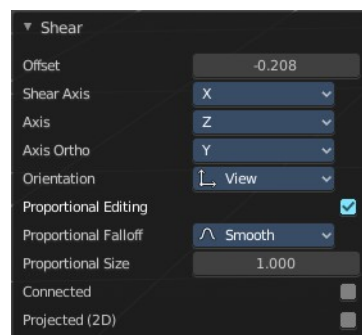 Shear
Offset -0.208
Shear Axis X
Axis Z
Axis Ortho Y
Orientation View
Proportional Editing
Proportional Falloff Smooth
Proportional Size 1.000
Connected
Projected (2D)